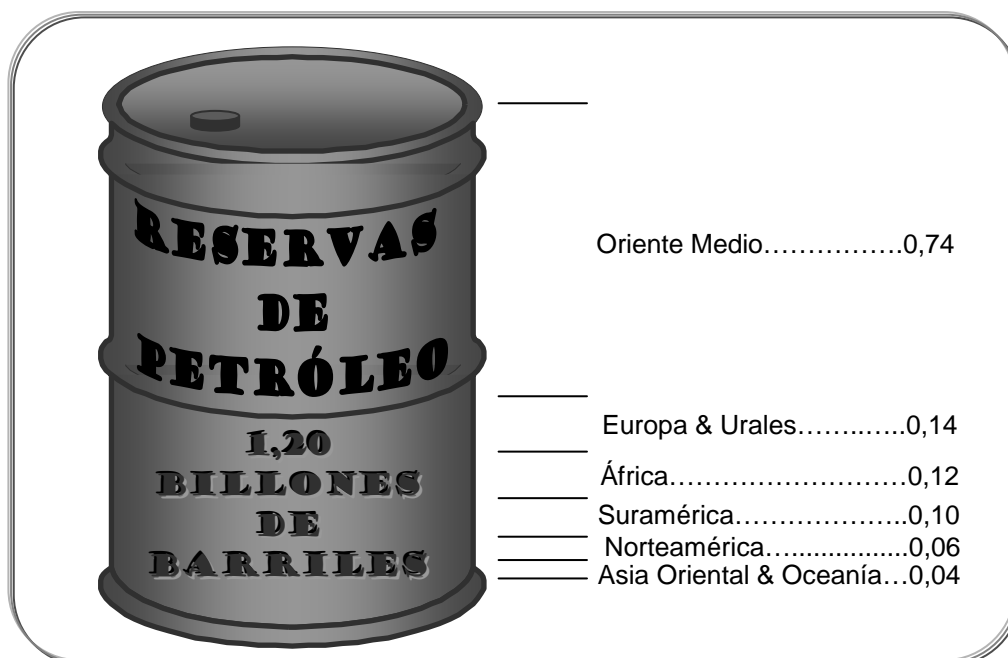 RESERVAS
DE
PETRÓLEO
1,20
BILLONES
DE
BARRILES
Oriente Medio……………0,74
Europa & Urales……..…..0,14
África……………………0,12
Suramérica………………..0,10
Norteamérica…................0,06
Asia Oriental & Oceanía…0,04